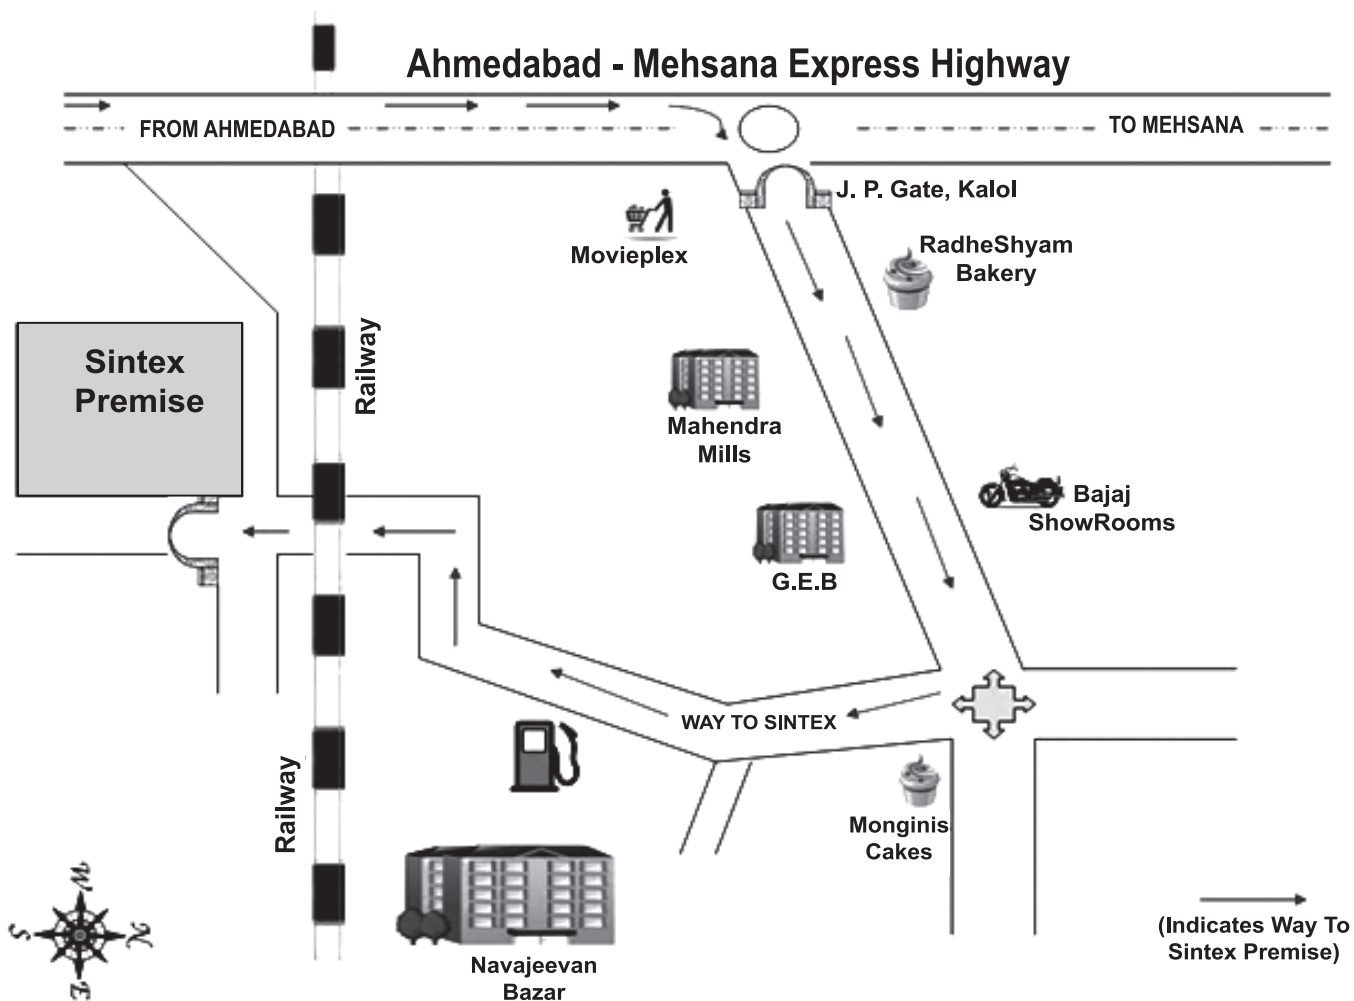 Ahmedabad - Mehsana Express Highway
FROM AHMEDABAD
TO MEHSANA
J. P. Gate, Kalol
Movieplex
RadheShyam
Bakery
Sintex
Premise
Railway
Mahendra
Mills
Bajaj
ShowRooms
G.E.B
WAY TO SINTEX
Railway
Monginis
Cakes
W
S
N
E
Navajeevan
Bazar
(Indicates Way To
Sintex Premise)